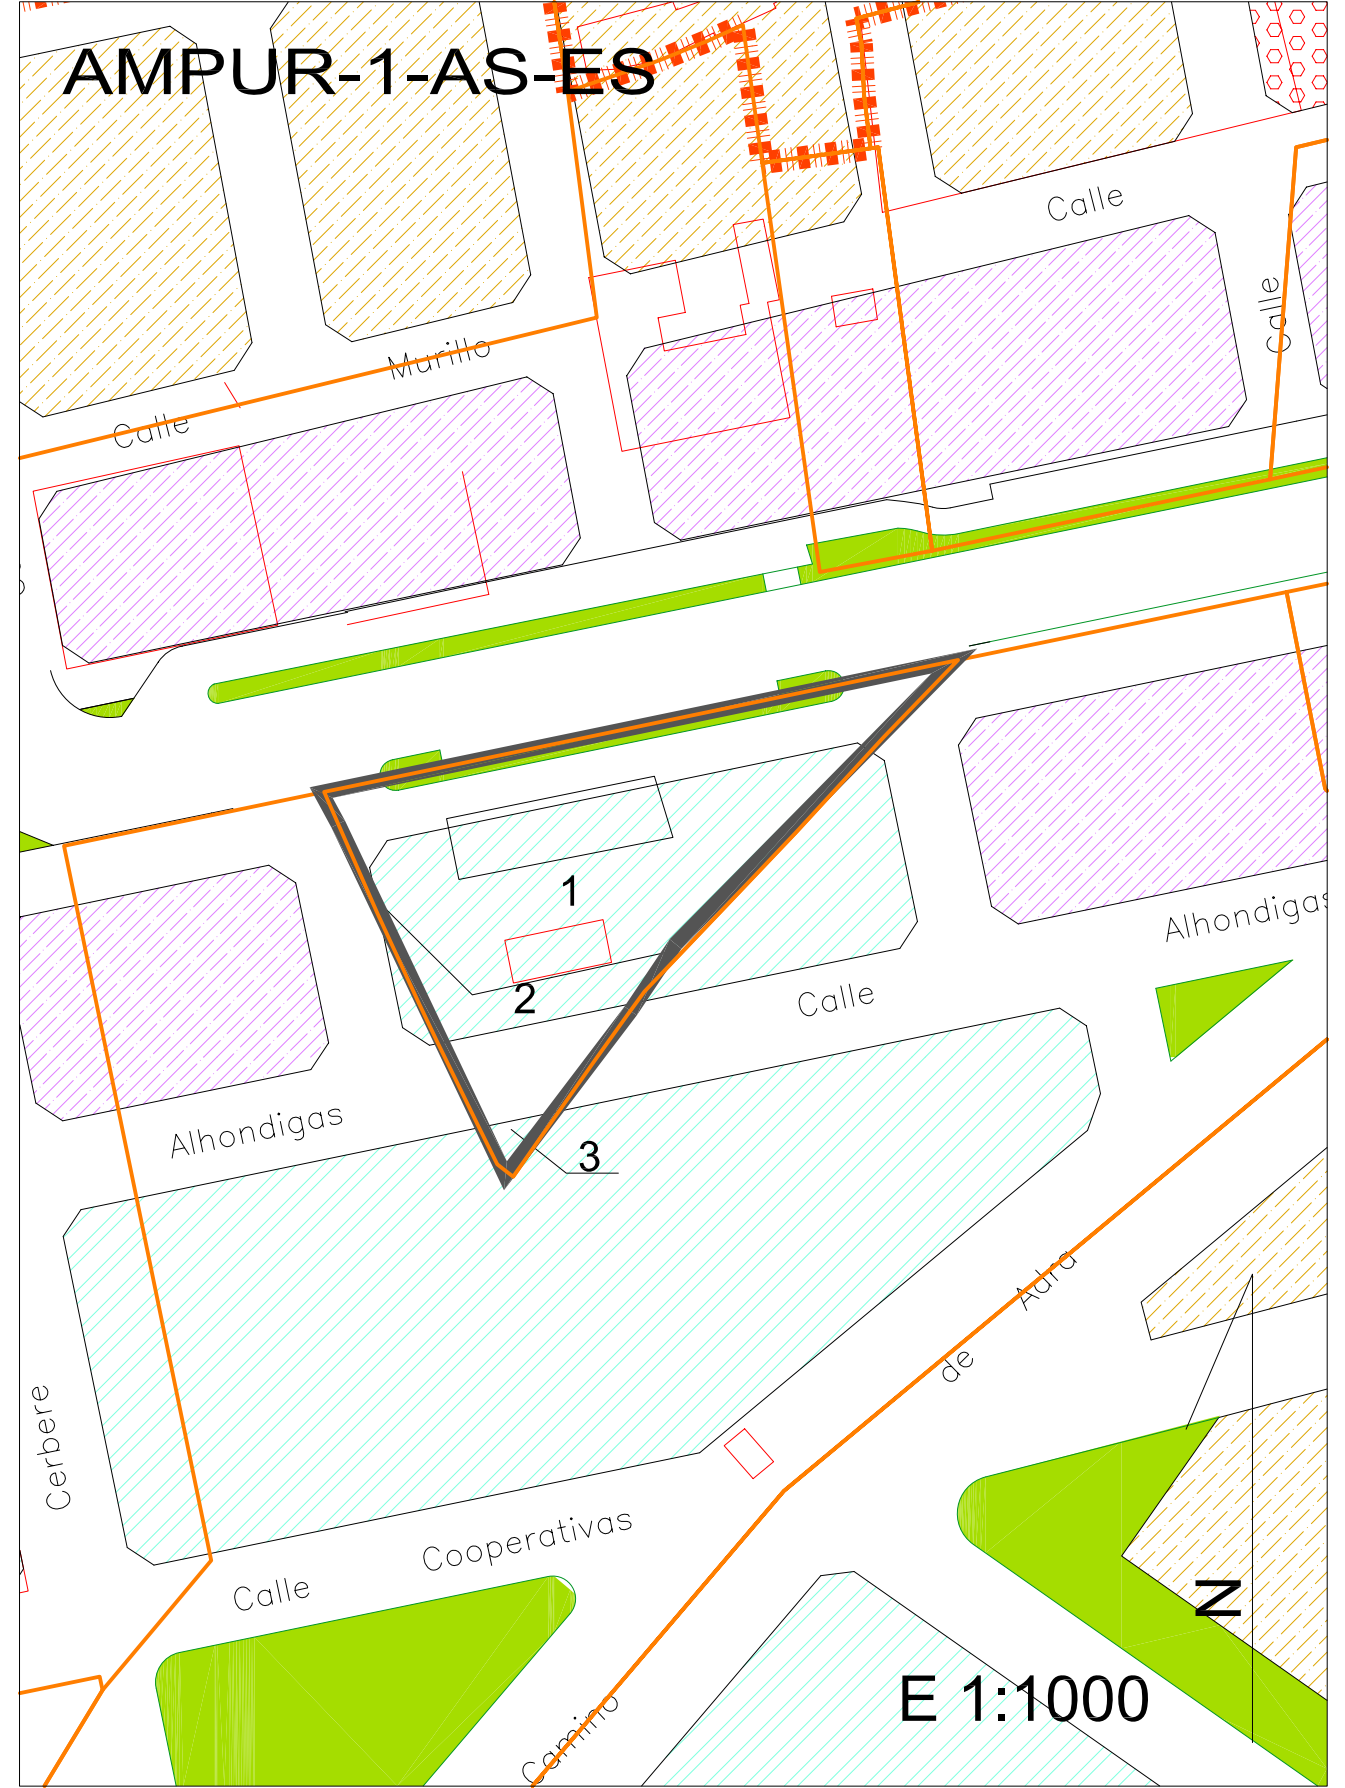 AMPUR-1-AS-ES
Calle
Calle
Murillo
Calle
1
Alhondigas
2
Calle
Alhondigas
3
Adra
de
Cerbere
Cooperativas
Calle
N
E 1:1000
Camino